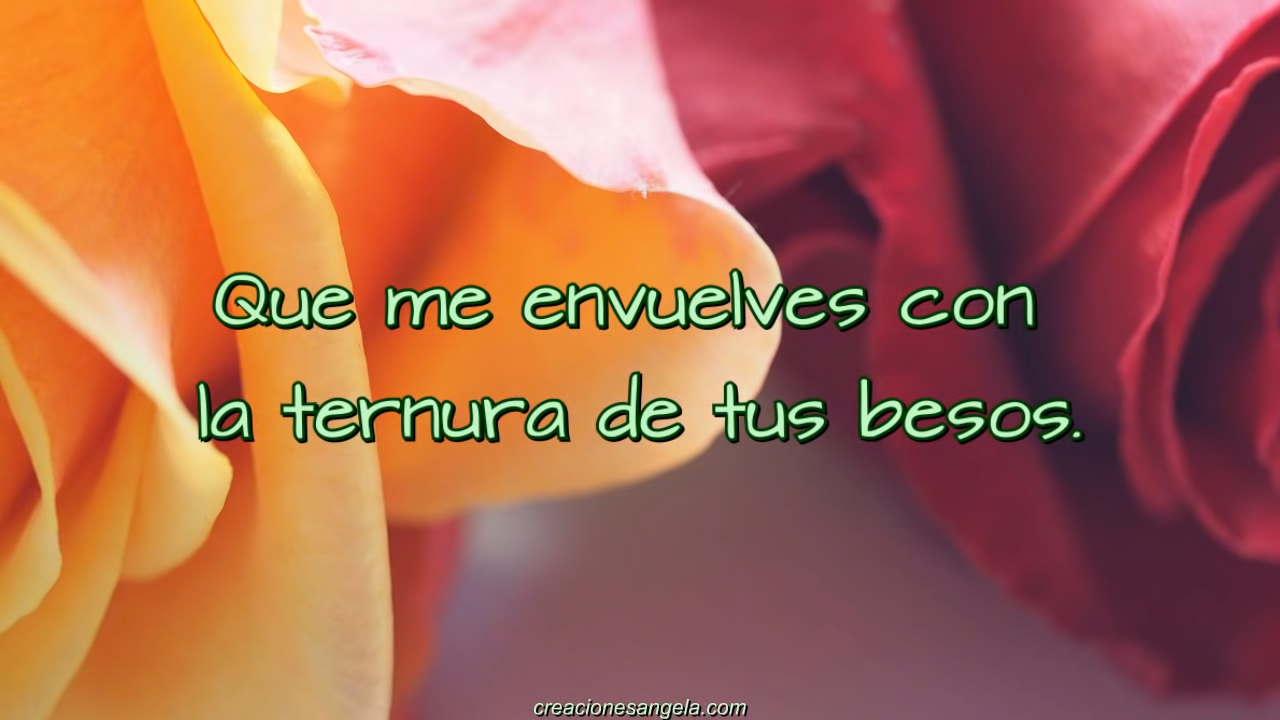 Que me envuelves con
la ternura de tus besos.
creacionesangela.com